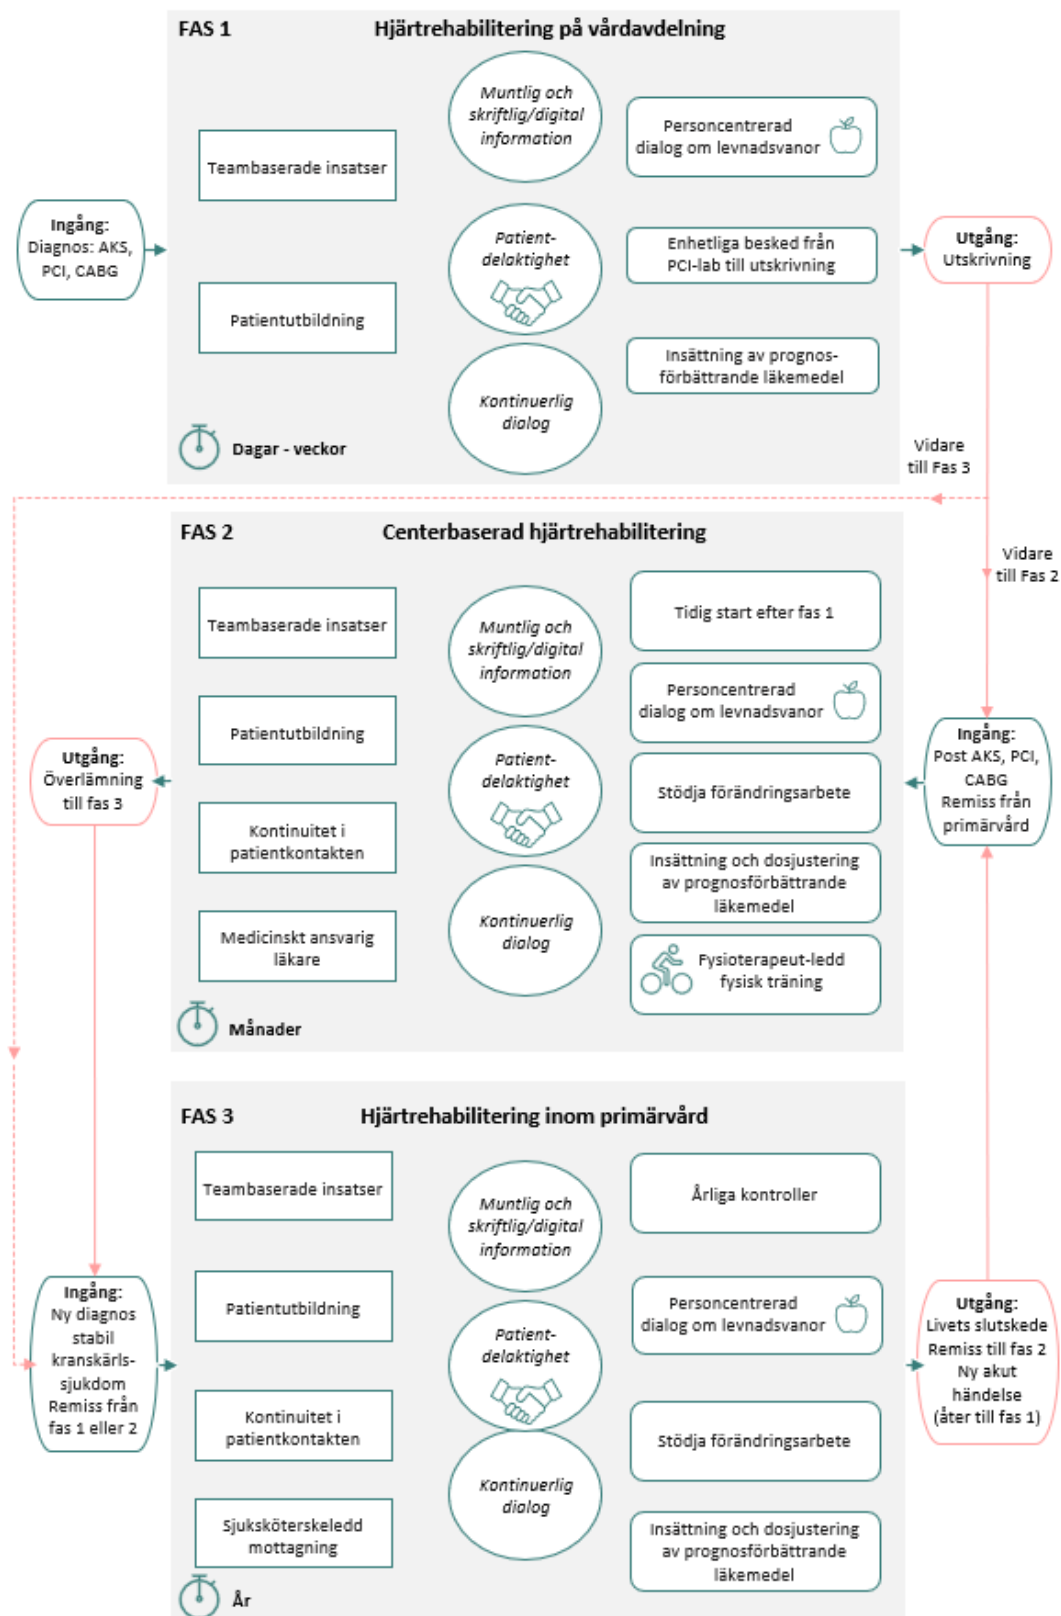 FAS 1
Hjärtrehabilitering på vårdavdelning
Ingång:
Diagnos: AKS,
PCI, CABG
Teambaserade insatser
Patientutbildning
Muntlig och
skriftlig/digital
information
Patient-
delaktighet
Kontinuerlig
dialog
Personcentrerad
dialog om levnadsvanor
Enhetliga besked från
PCI-lab till utskrivning
Insättning av prognos-
förbättrande läkemedel
Dagar - veckor
Utgång:
Utskrivning
Vidare
till Fas 3
Vidare
till Fas 2
FAS 2
Centerbaserad hjärtrehabilitering
Ingång:
Post AKS, PCI,
CABG
Remiss från
primärvård
Teambaserade insatser
Patientutbildning
Kontinuitet i
patientkontakten
Medicinskt ansvarig
läkare
Muntlig och
skriftlig/digital
information
Patient-
delaktighet
Kontinuerlig
dialog
Tidig start efter fas 1
Personcentrerad
dialog om levnadsvanor
Stödja förändringsarbete
Insättning och dosjustering
av prognosförbättrande
läkemedel
Fysioterapeut-ledd
fysisk träning
Månader
Utgång:
Överlämning
till fas 3
FAS 3
Hjärtrehabilitering inom primärvård
Ingång:
Ny diagnos
stabil
kranskärls-
sjukdom
Remiss från
fas 1 eller 2
Teambaserade insatser
Patientutbildning
Kontinuitet i
patientkontakten
Sjuksköterskeledd
mottagning
Muntlig och
skriftlig/digital
information
Patient-
delaktighet
Kontinuerlig
dialog
Årliga kontroller
Personcentrerad
dialog om levnadsvanor
Stödja förändringsarbete
Insättning och dosjustering
av prognosförbättrande
läkemedel
År
Utgång:
Livets slutskede
Remiss till fas 2
Ny akut
händelse
(åter till fas 1)